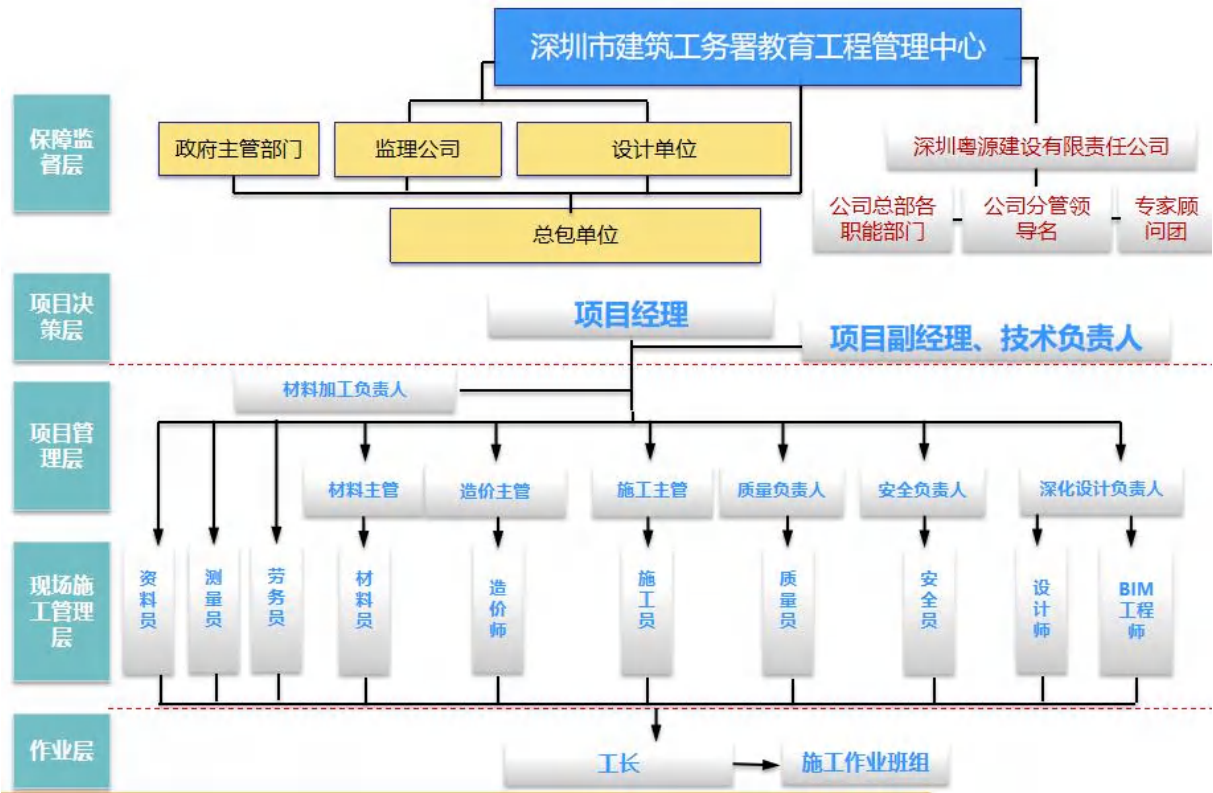 深圳市建筑工务署教育工程管理中心
保障监
督层
政府主管部门
监理公司
设计单位
深圳粤源建设有限责任公司
总包单位
公司总部各
职能部门
公司分管领
导名
专家顾
问团
项目决
策层
项目经理
项目副经理、技术负责人
材料加工负责人
项目管
理层
材料主管
造价主管
施工主管
质量负责人
安全负责人
深化设计负责人
现场施
工管理
层
资料员
测量员
劳务员
材料员
造价师
施工员
质量员
安全员
设计师
BIM
工程
师
作业层
工长
施工作业班组